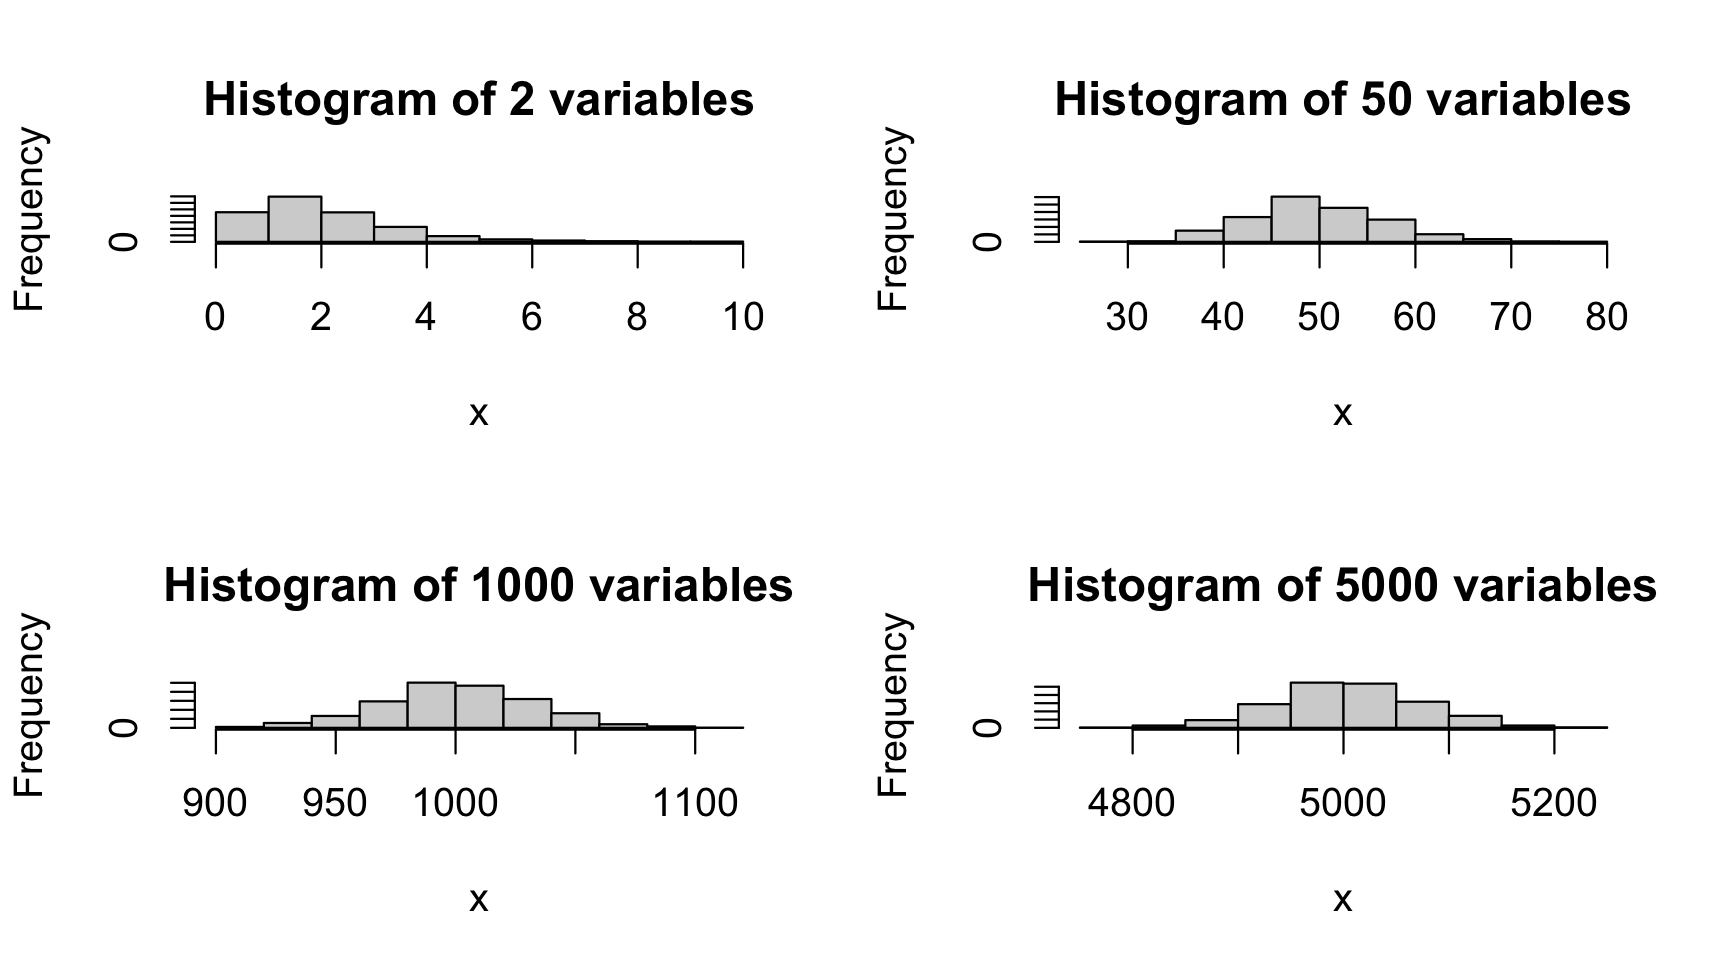 Histogram of 2 variables
Frequency
0
0 2 4 6 8 10
x
Histogram of 50 variables
Frequency
0
30 40 50 60 70 80
x
Histogram of 1000 variables
Frequency
0
900 950 1000 1100
x
Histogram of 5000 variables
Frequency
0
4800 5000 5200
x